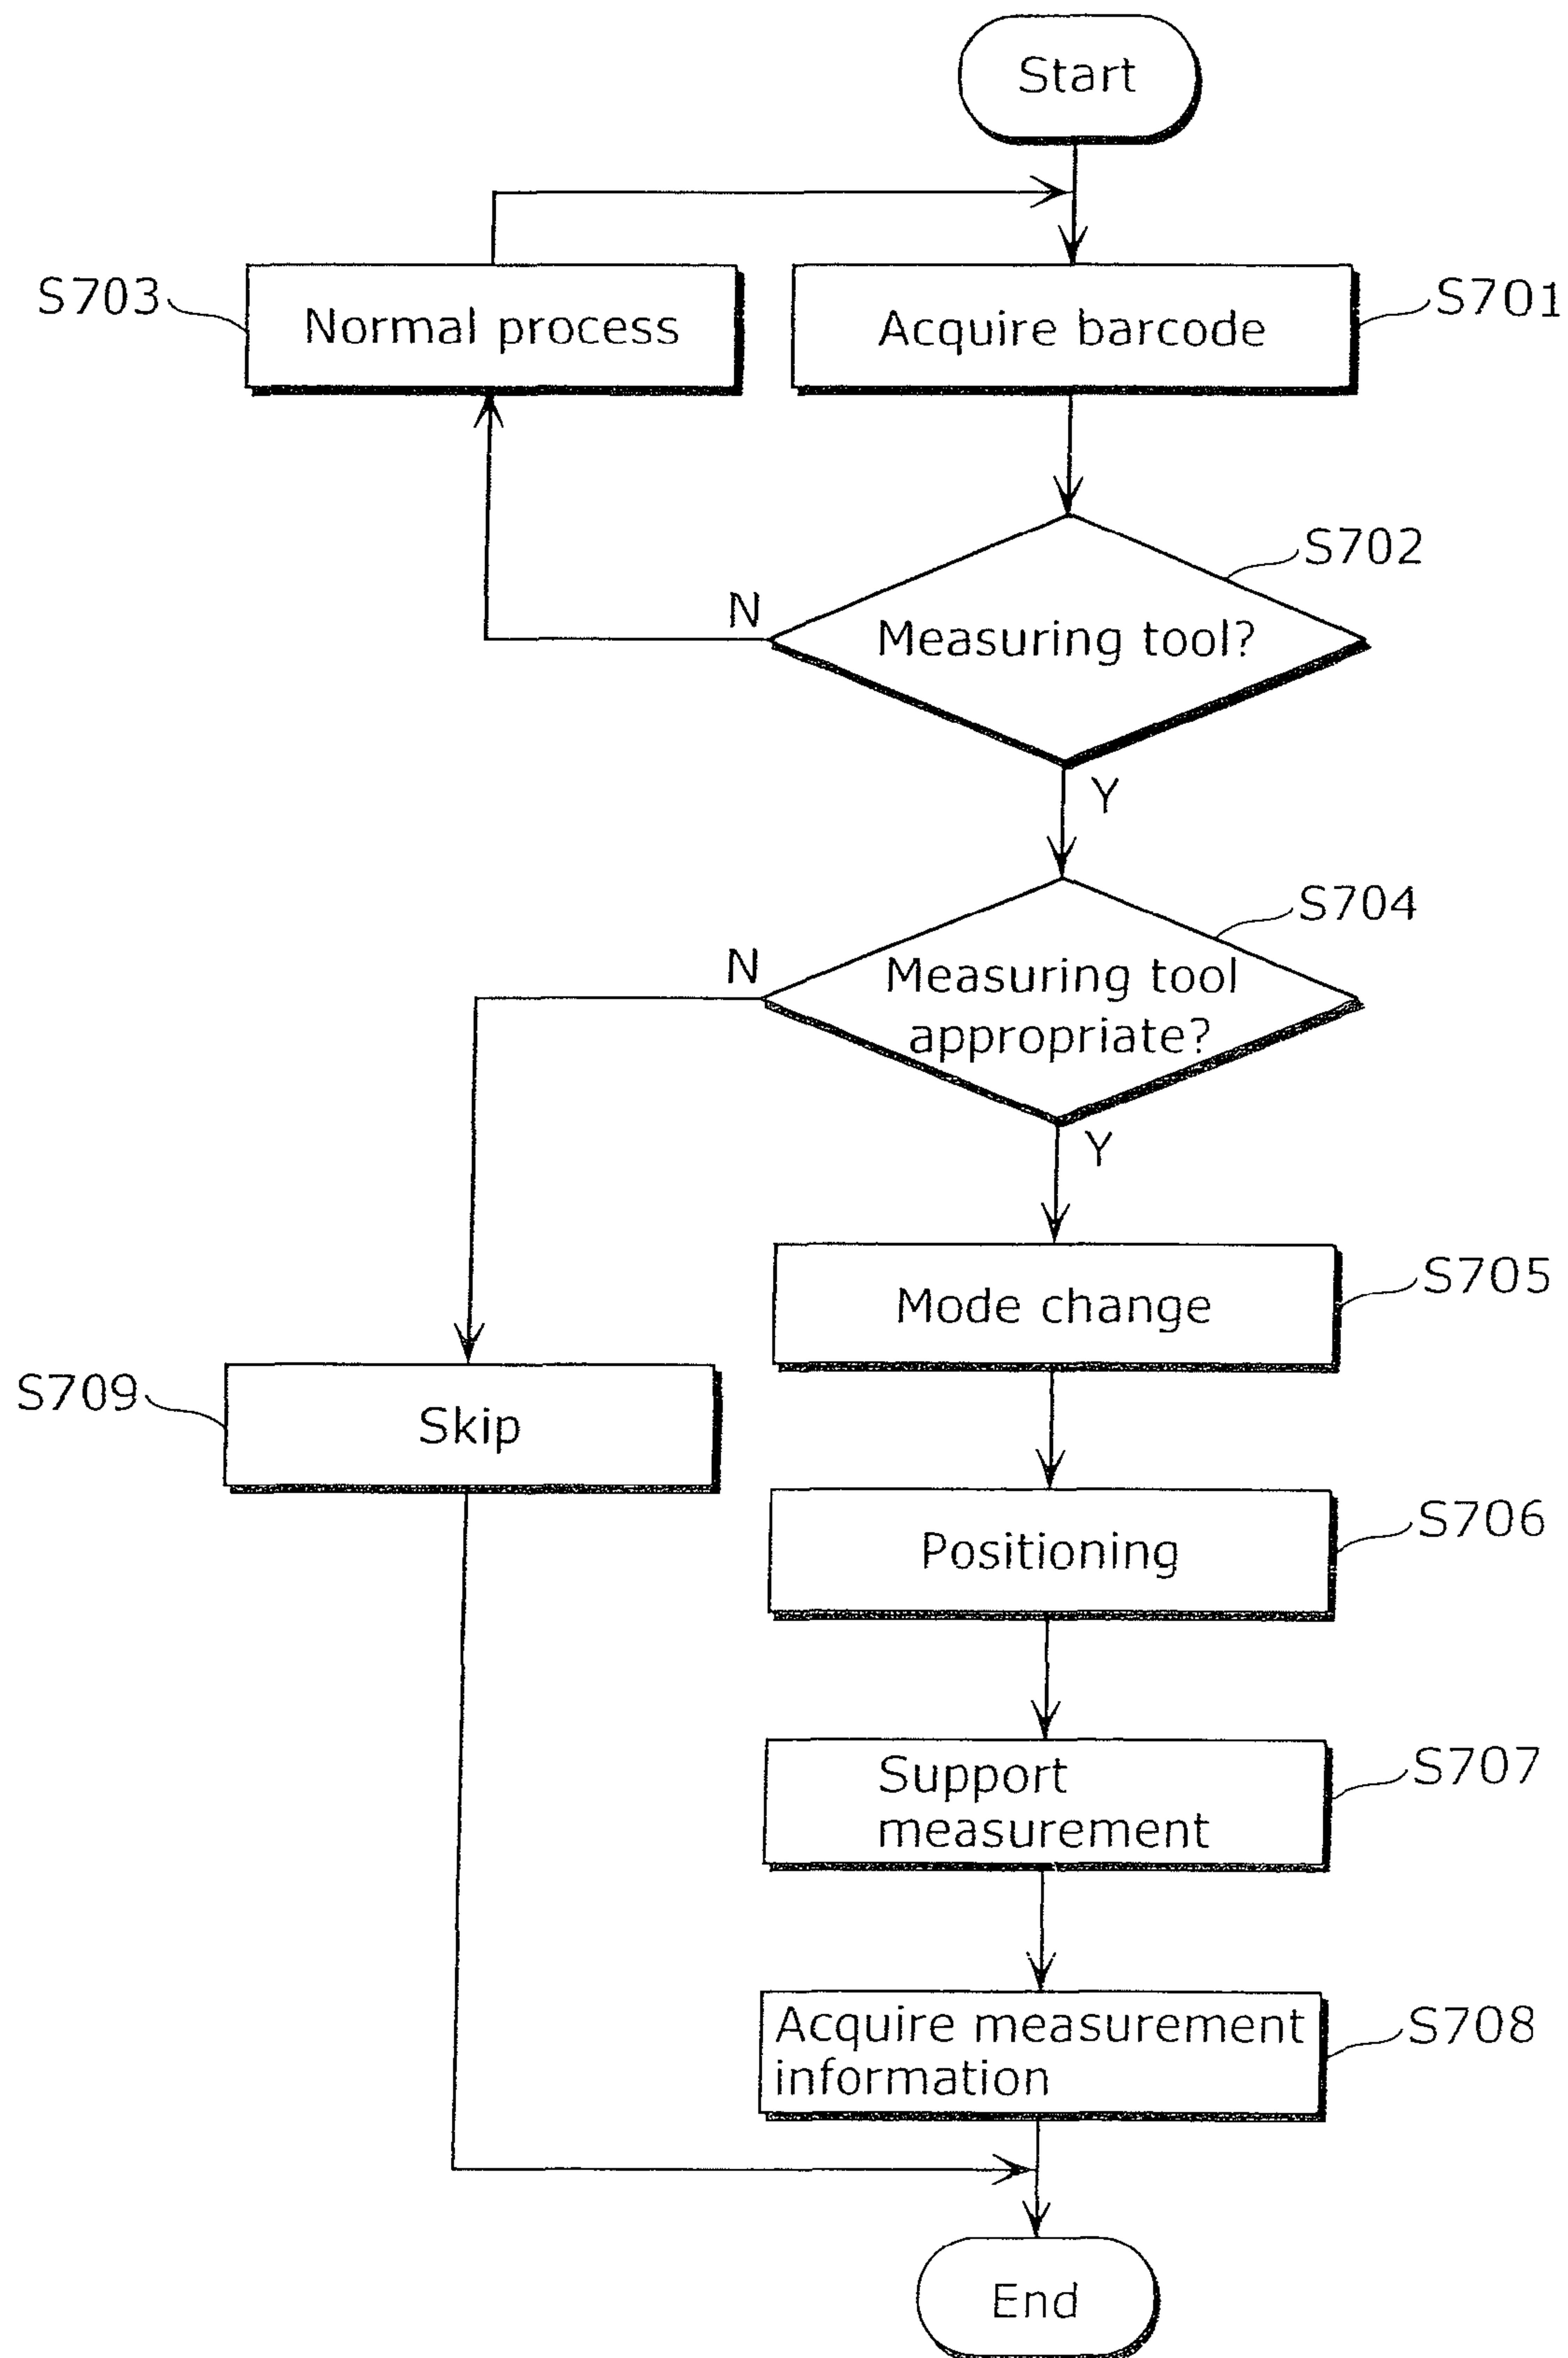 Start
S703
Normal process
Acquire barcode
S701
S702
N
Measuring tool?
Y
S704
N
Measuring tool
appropriate?
Y
S705
Mode change
S709
Skip
S706
Positioning
S707
Support
measurement
S708
Acquire measurement
information
End